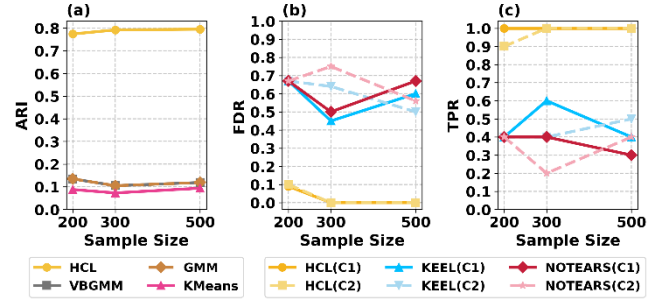 (a)
0.8
0.7
0.6
0.5
0.4
0.3
0.2
0.1
0.0
ARI
200 300 500
Sample Size
(b)
1.0
0.9
0.8
0.7
0.6
0.5
0.4
0.3
0.2
0.1
0.0
FDR
200 300 500
Sample Size
(c)
1.0
0.9
0.8
0.7
0.6
0.5
0.4
0.3
0.2
0.1
0.0
TPR
200 300 500
Sample Size
HCL GMM
VBGMM KMeans
HCL(C1) KEEL(C1) NOTEARS(C1)
HCL(C2) KEEL(C2) NOTEARS(C2)